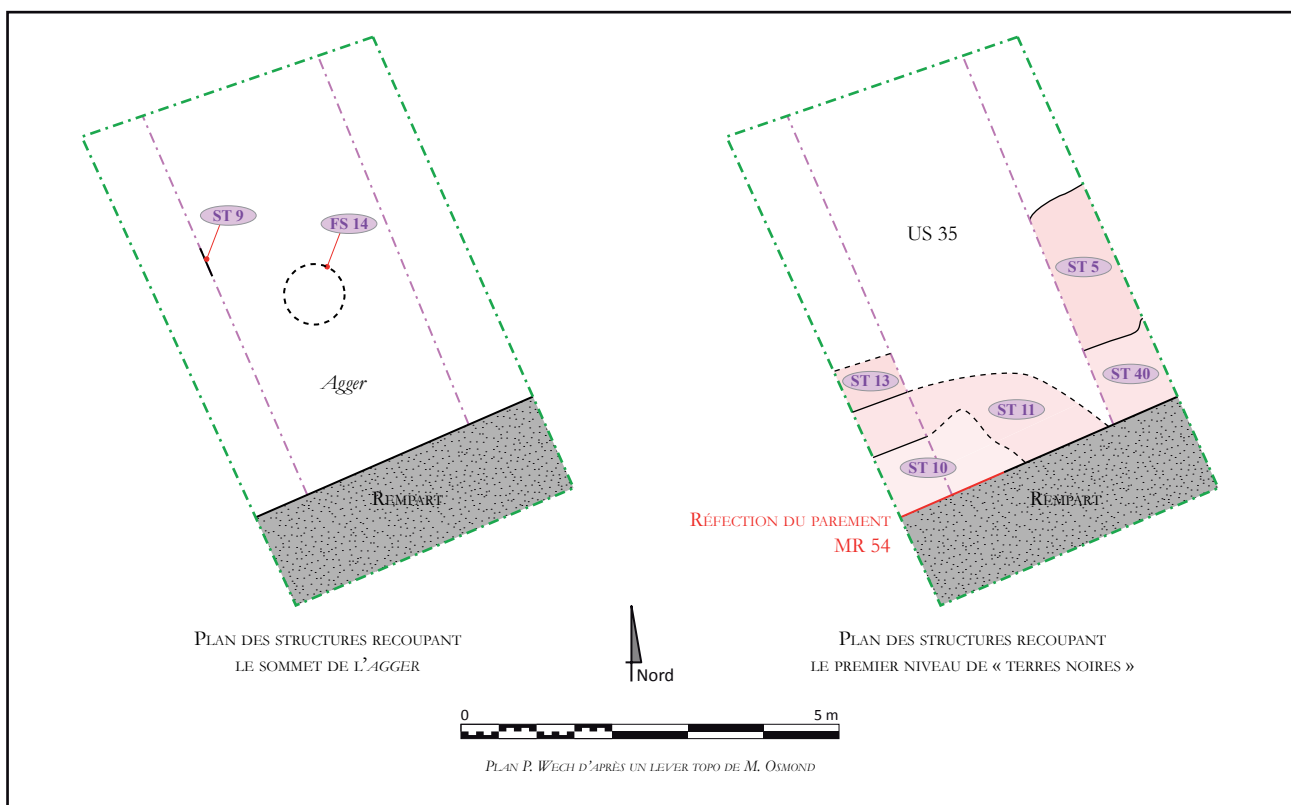 ST 9
FS 14
Agger
REMPART
PLAN DES STRUCTURES RECOUPANT
LE SOMMET DE L'AGGER
US 35
ST 5
ST 13
ST 40
ST 11
ST 10
REMPART
RÉFECTION DU PAREMENT
MR 54
PLAN DES STRUCTURES RECOUPANT
LE PREMIER NIVEAU DE « TERRES NOIRES »
Nord
0 5 m
PLAN P. WECH D'APRÈS UN LEVER TOPO DE M. OSMOND